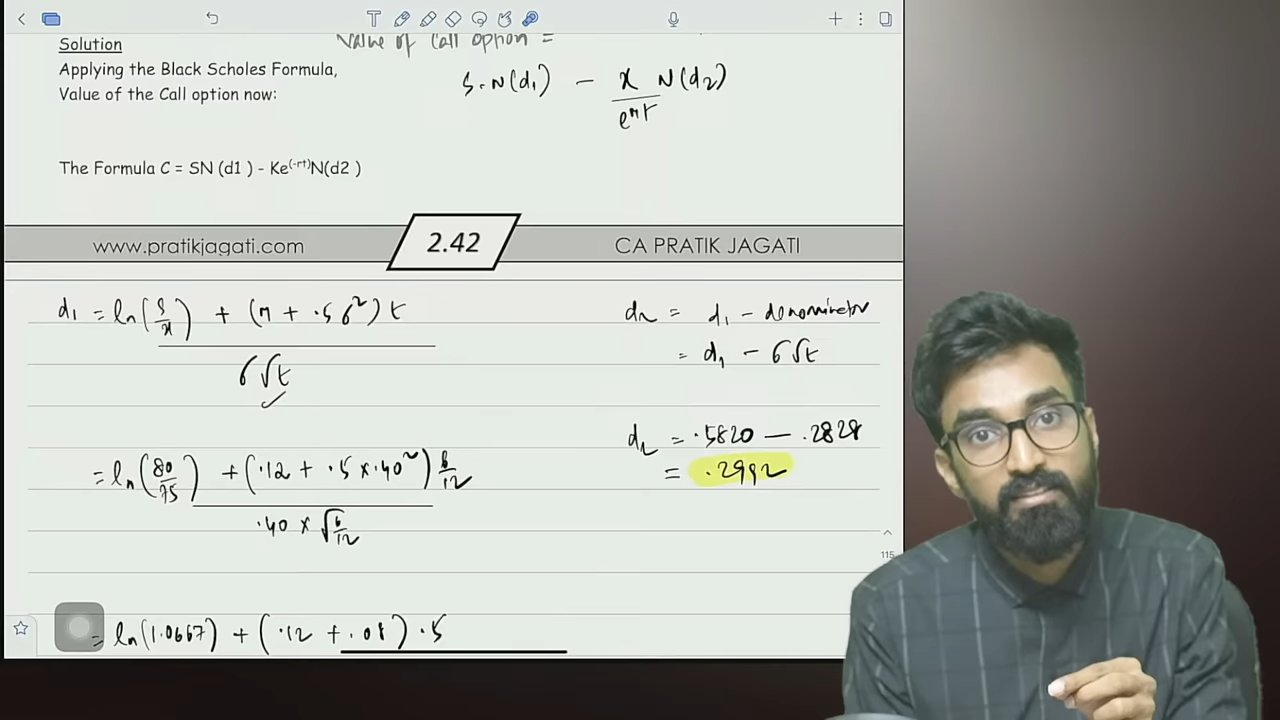 Value of Call option =
Solution
Applying the Black Scholes Formula,
Value of the Call option now:
S.N(d₁) − x/e^rt N(d₂)
The Formula C = SN (d1 ) - Ke(-rt)N(d2 )
www.pratikjagati.com
2.42
CA PRATIK JAGATI
d₁ = ln(S/x) + (r + .5σ²)t
σ√t
d₂ = d₁ − denominator
= d₁ − σ√t
d₂ = .5820 − .2828
= .2992
= ln(80/75) + (.12 + .5×.40²) 6/12
.40 × √6/12
115
= ln(1.0667) + (.12 + .08) .5